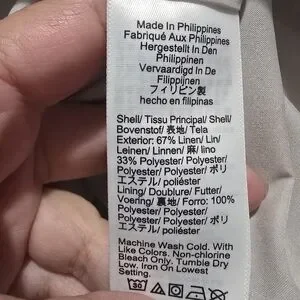 Made In Philippines
Fabriqué Aux Philippines
Hergestellt In Den
Philippinen
Vervaardigd In De
Filippijnen
フィリピン製
hecho en filipinas
Shell/ Tissu Principal/ Shell/
Bovenstof/ 表地/ Tela
Exterior: 67% Linen/ Lin/
Leinen/ Linnen/ 麻/ lino
33% Polyester/ Polyester/
Polyester/ Polyester/ ポリ
エステル/ poliéster
Lining/ Doublure/ Futter/
Voering/ 裏地/ Forro: 100%
Polyester/ Polyester/
Polyester/ Polyester/ ポリ
エステル/ poliéster
Machine Wash Cold. With
Like Colors. Non-chlorine
Bleach Only. Tumble Dry
Low. Iron On Lowest
Setting.
30